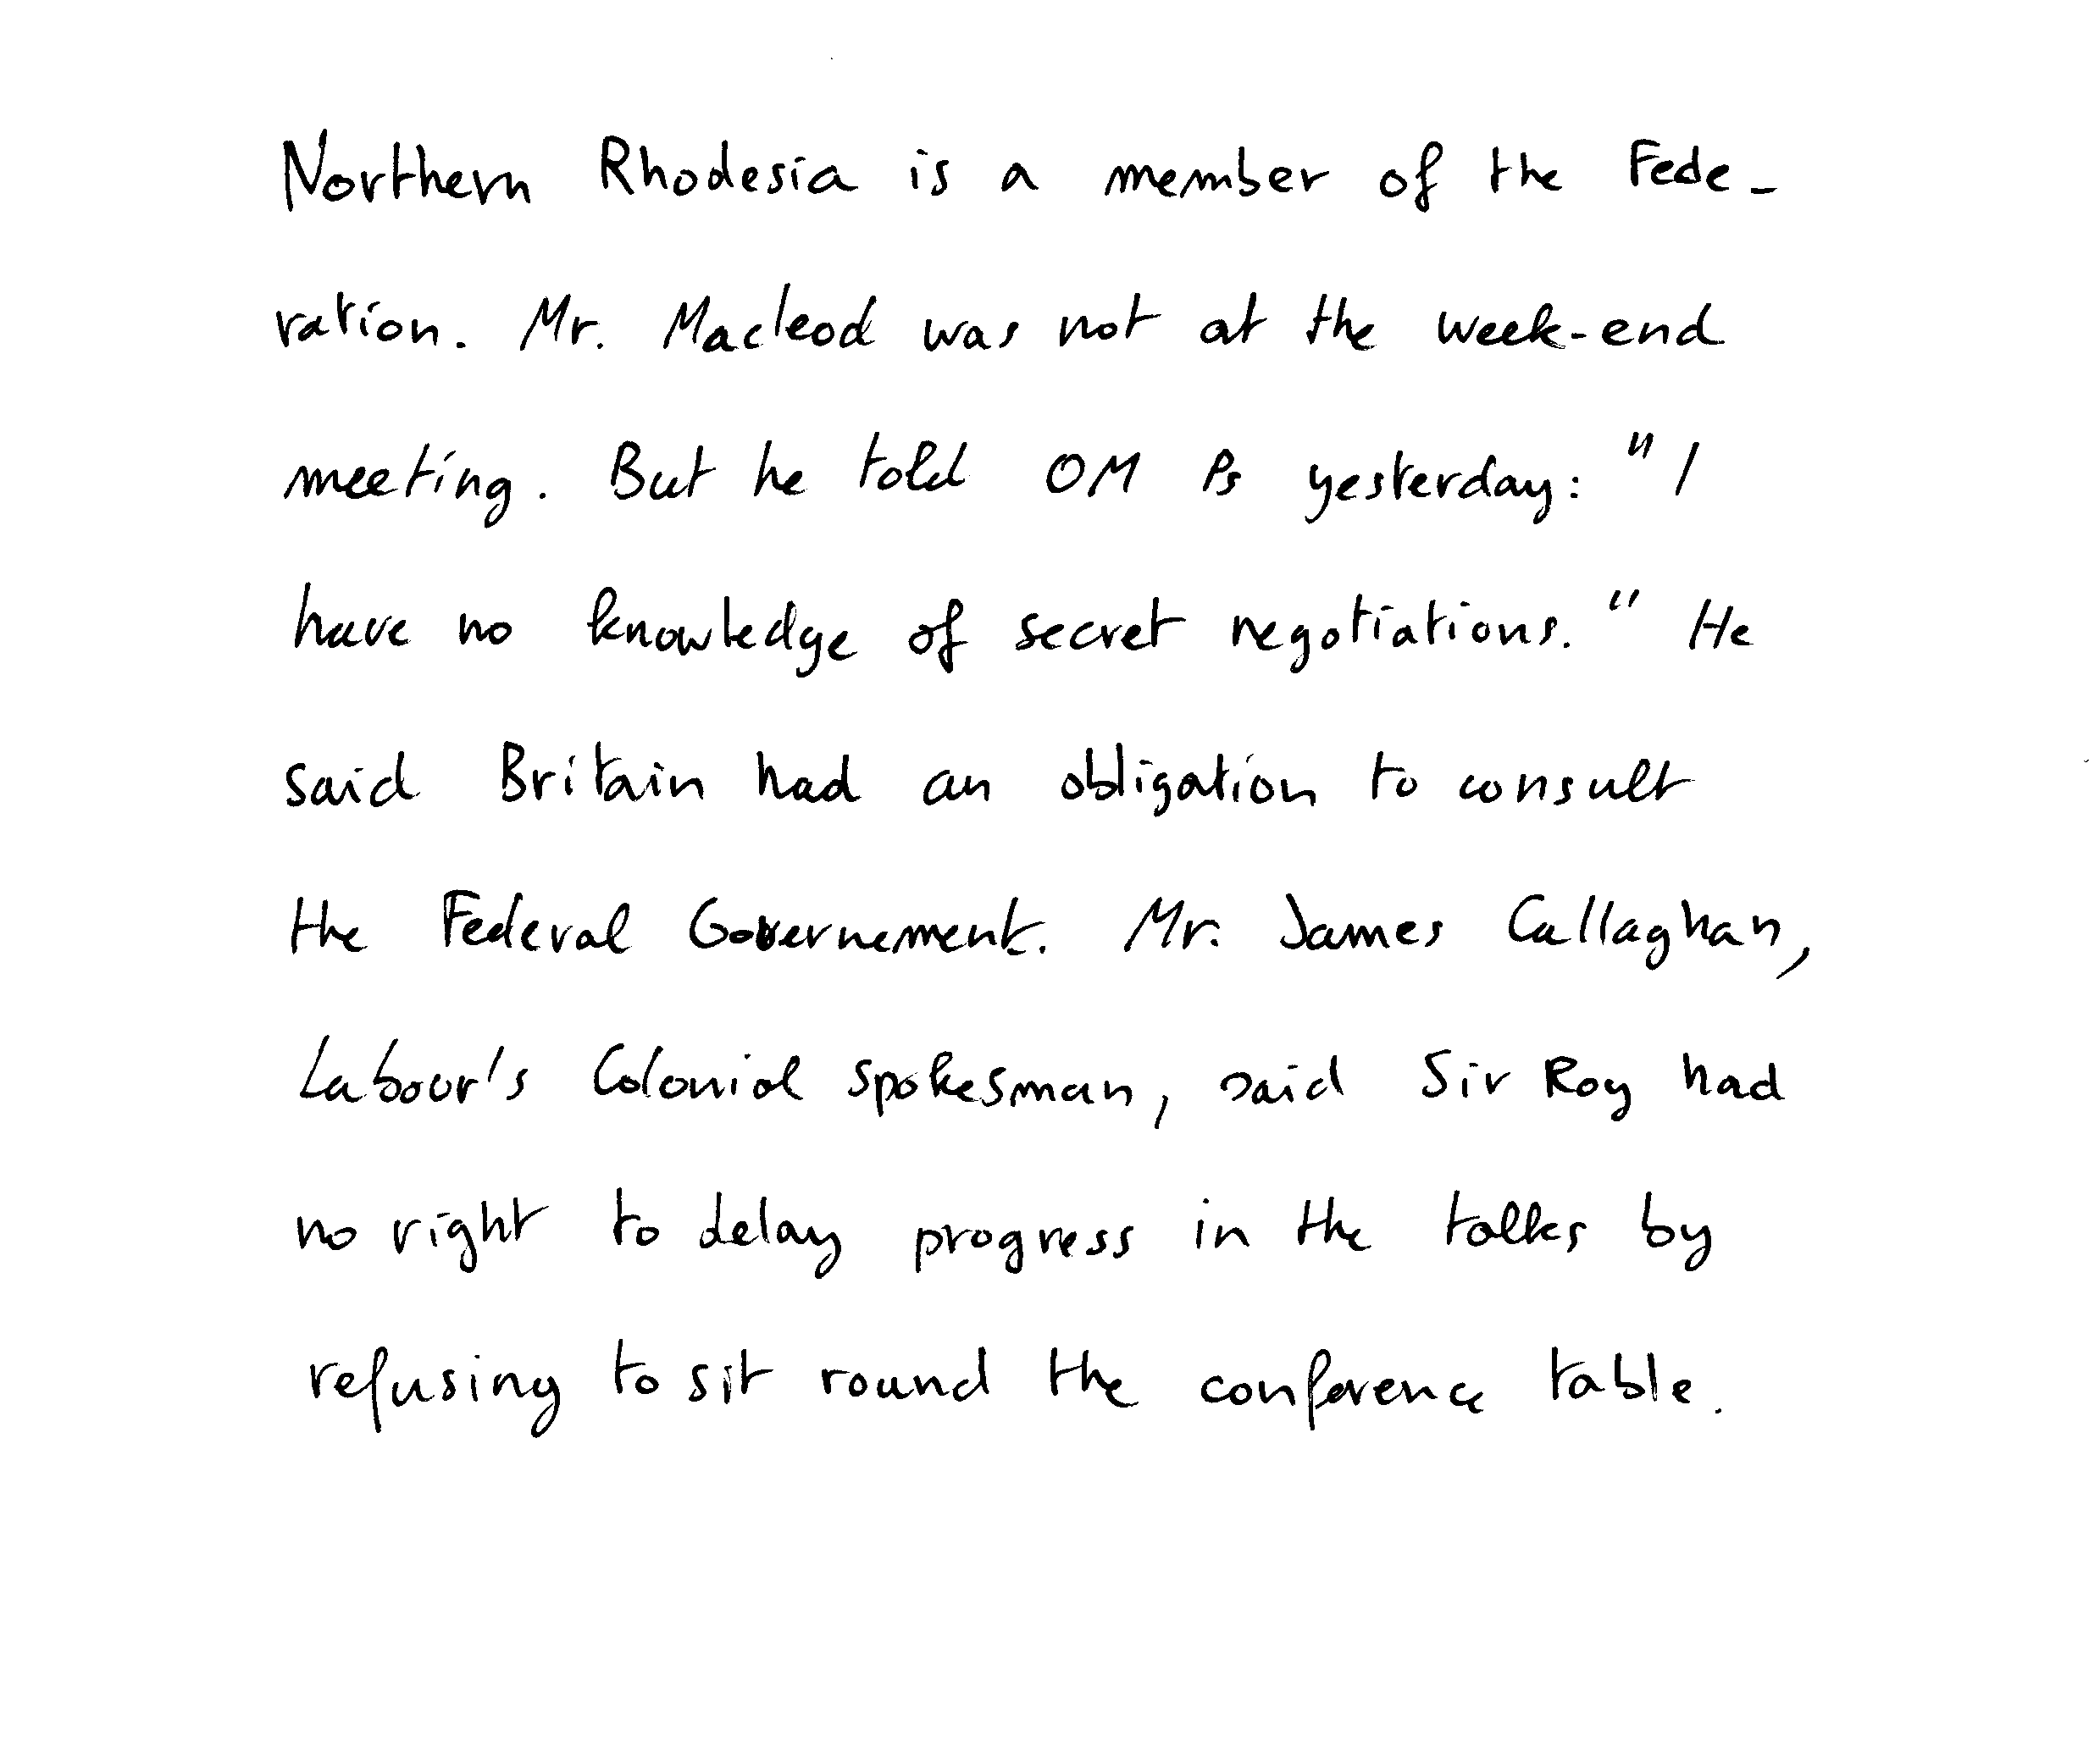 Northern Rhodesia is a member of the Fede-
ration. Mr. Macleod was not at the week-end
meeting. But he told OM Ps yesterday: "I
have no knowledge of secret negotiations." He
said Britain had an obligation to consult
the Federal Governement. Mr. James Callaghan,
Labour's Colonial spokesman, said Sir Roy had
no right to delay progress in the talks by
refusing to sit round the conference table.